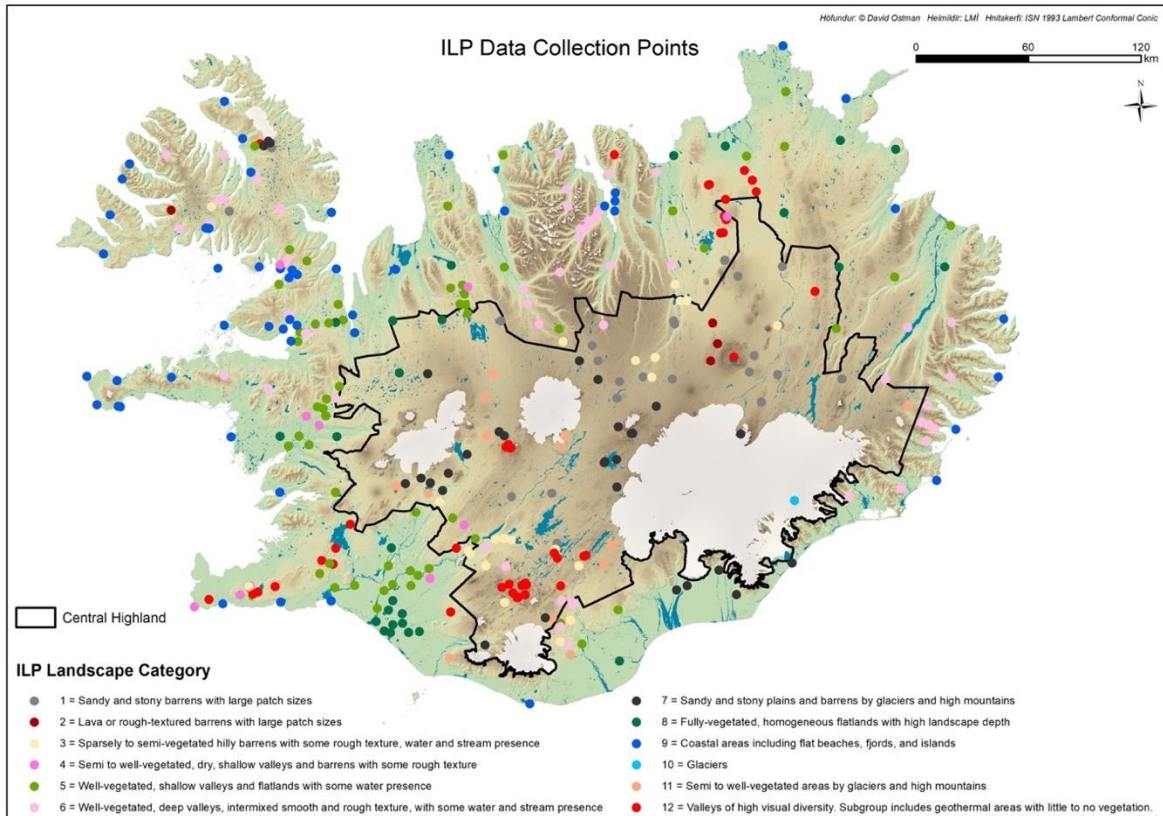 Höfundur: © David Ostman Heimildir: LMÍ Hnitakerfi: ISN 1993 Lambert Conformal Conic
ILP Data Collection Points
0 60 120
km
N
Central Highland
ILP Landscape Category
1 = Sandy and stony barrens with large patch sizes
2 = Lava or rough-textured barrens with large patch sizes
3 = Sparsely to semi-vegetated hilly barrens with some rough texture, water and stream presence
4 = Semi to well-vegetated, dry, shallow valleys and barrens with some rough texture
5 = Well-vegetated, shallow valleys and flatlands with some water presence
6 = Well-vegetated, deep valleys, intermixed smooth and rough texture, with some water and stream presence
7 = Sandy and stony plains and barrens by glaciers and high mountains
8 = Fully-vegetated, homogeneous flatlands with high landscape depth
9 = Coastal areas including flat beaches, fjords, and islands
10 = Glaciers
11 = Semi to well-vegetated areas by glaciers and high mountains
12 = Valleys of high visual diversity. Subgroup includes geothermal areas with little to no vegetation.